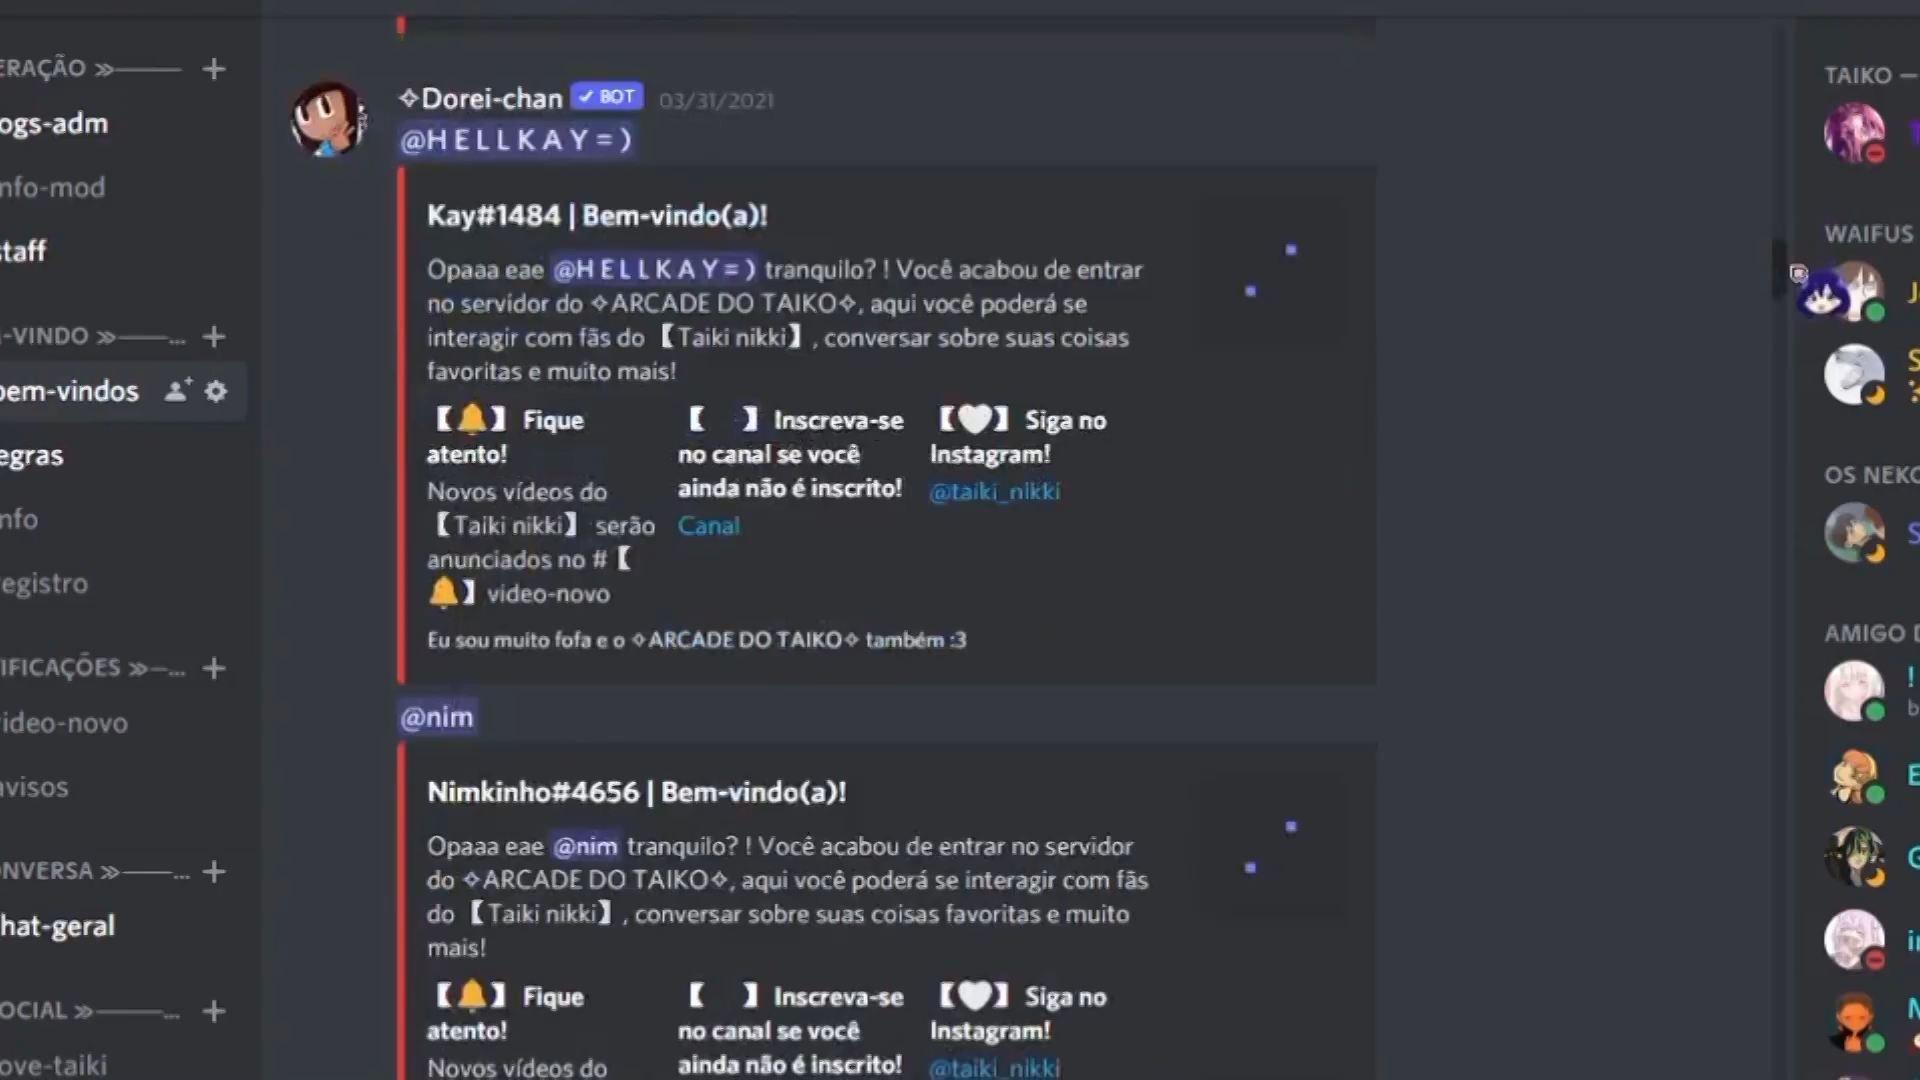 ERAÇÃO »——— +
ogs-adm
nfo-mod
staff
-VINDO »——... +
bem-vindos
egras
nfo
registro
IFICAÇÕES »—... +
video-novo
avisos
NVERSA »——... +
hat-geral
OCIAL »———... +
ove-taiki
✧Dorei-chan ✓ BOT 03/31/2021
@H E L L K A Y = )
Kay#1484 | Bem-vindo(a)!
Opaaa eae @H E L L K A Y = ) tranquilo? ! Você acabou de entrar
no servidor do ✧ARCADE DO TAIKO✧, aqui você poderá se
interagir com fãs do 【Taiki nikki】, conversar sobre suas coisas
favoritas e muito mais!
【🔔】 Fique
atento!
Novos vídeos do
【Taiki nikki】 serão
anunciados no # 【
🔔】 video-novo
【 】 Inscreva-se
no canal se você
ainda não é inscrito!
Canal
【🤍】 Siga no
Instagram!
@taiki_nikki
Eu sou muito fofa e o ✧ARCADE DO TAIKO✧ também :3
@nim
Nimkinho#4656 | Bem-vindo(a)!
Opaaa eae @nim tranquilo? ! Você acabou de entrar no servidor
do ✧ARCADE DO TAIKO✧, aqui você poderá se interagir com fãs
do 【Taiki nikki】, conversar sobre suas coisas favoritas e muito
mais!
【🔔】 Fique
atento!
Novos vídeos do
【 】 Inscreva-se
no canal se você
ainda não é inscrito!
【🤍】 Siga no
Instagram!
@taiki_nikki
TAIKO —
WAIFUS
OS NEKO
AMIGO D